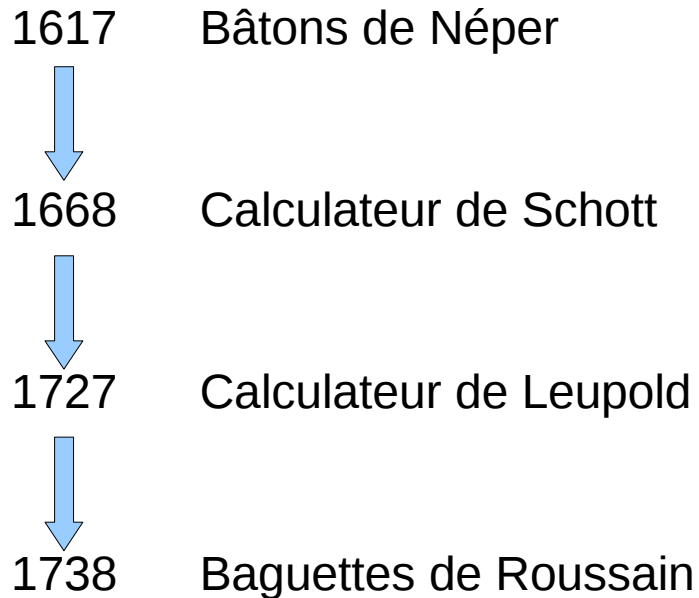 1617 Bâtons de Néper
1668 Calculateur de Schott
1727 Calculateur de Leupold
1738 Baguettes de Roussain